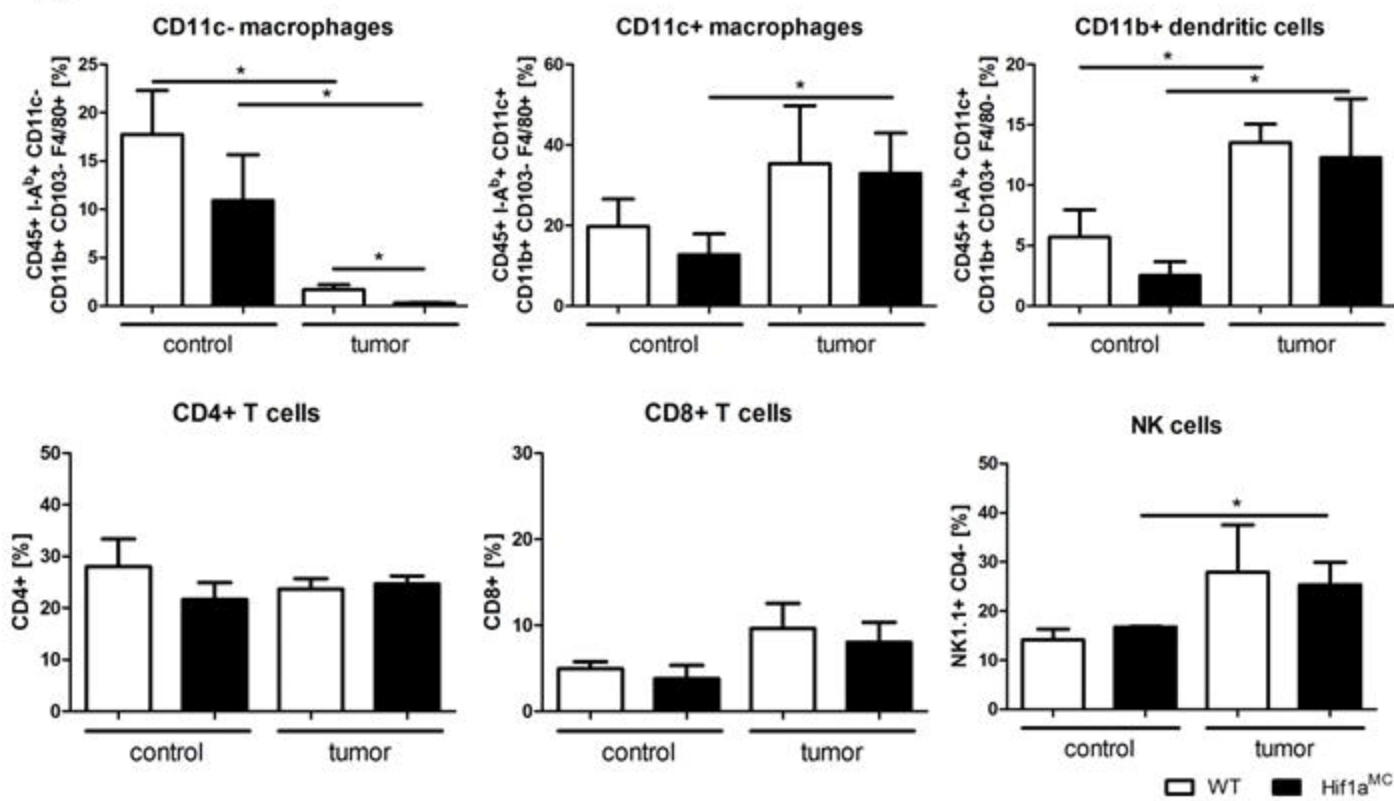 CD11c- macrophages
CD45+ I-Aᵇ+ CD11c-
CD11b+ CD103- F4/80+ [%]
25
20
15
10
5
0
*
*
*
control
tumor
CD11c+ macrophages
CD45+ I-Aᵇ+ CD11c+
CD11b+ CD103- F4/80+ [%]
60
40
20
0
*
control
tumor
CD11b+ dendritic cells
CD45+ I-Aᵇ+ CD11c+
CD11b+ CD103+ F4/80- [%]
20
15
10
5
0
*
*
control
tumor
CD4+ T cells
CD4+ [%]
50
40
30
20
10
0
control
tumor
CD8+ T cells
CD8+ [%]
30
20
10
0
control
tumor
NK cells
NK1.1+ CD4- [%]
50
40
30
20
10
0
*
control
tumor
WT
Hif1aᴹᶜ